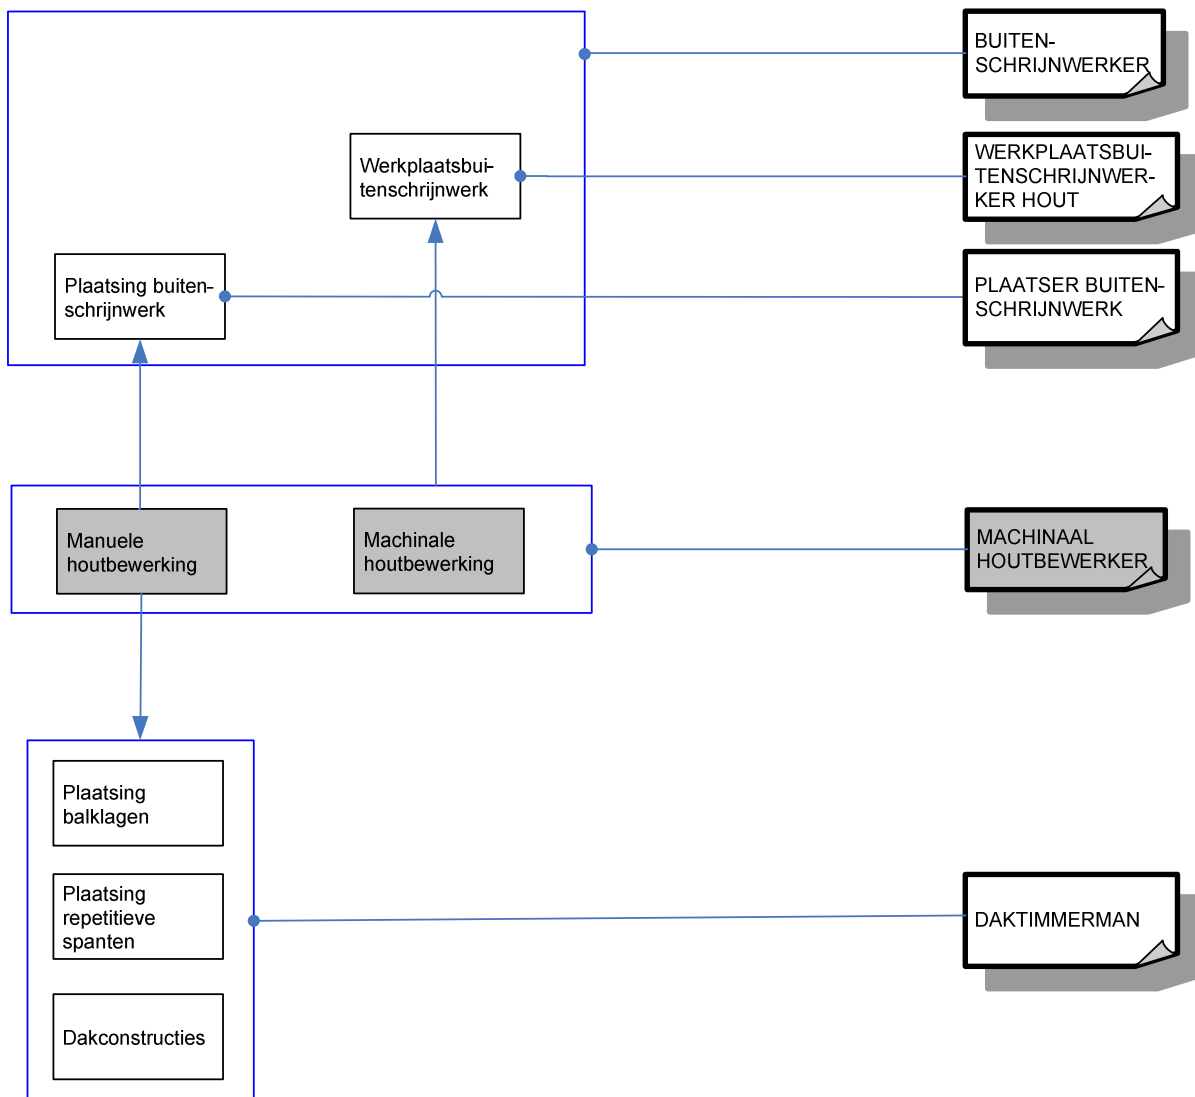 BUITEN-
SCHRIJNWERKER
Werkplaatsbui-
tenschrijnwerk
WERKPLAATSBUI-
TENSCHRIJNWER-
KER HOUT
Plaatsing buiten-
schrijnwerk
PLAATSER BUITEN-
SCHRIJNWERK
Manuele
houtbewerking
Machinale
houtbewerking
MACHINAAL
HOUTBEWERKER
Plaatsing
balklagen
Plaatsing
repetitieve
spanten
DAKTIMMERMAN
Dakconstructies